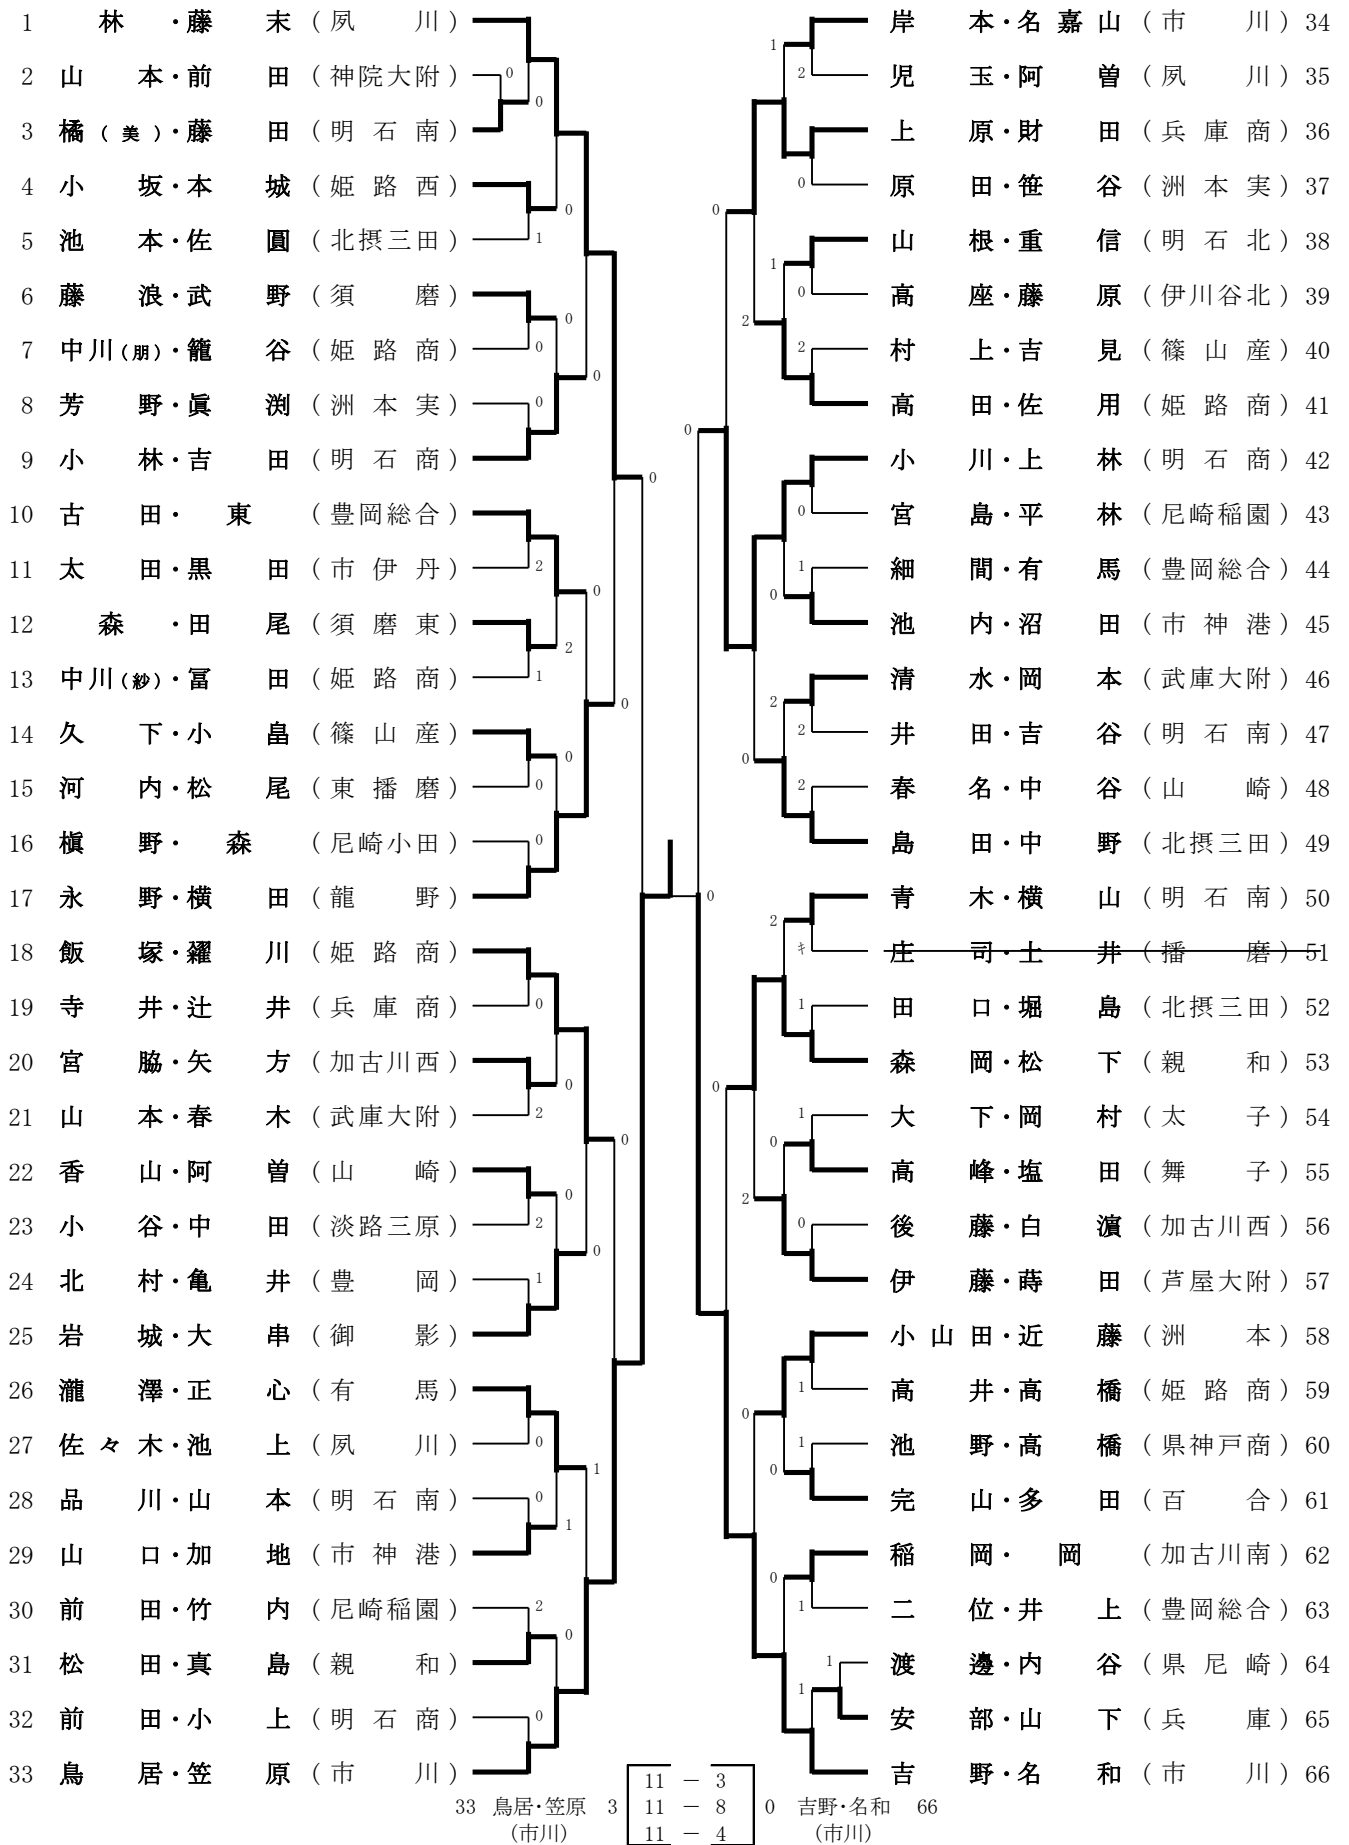 1 林・藤末（夙川）
2 山本・前田（神院大附）
3 橘（美）・藤田（明石南）
4 小坂・本城（姫路西）
5 池本・佐圓（北摂三田）
6 藤浪・武野（須磨）
7 中川（朋）・籠谷（姫路商）
8 芳野・眞渕（洲本実）
9 小林・吉田（明石商）
10 古田・東（豊岡総合）
11 太田・黒田（市伊丹）
12 森・田尾（須磨東）
13 中川（紗）・冨田（姫路商）
14 久下・小畠（篠山産）
15 河内・松尾（東播磨）
16 槇野・森（尼崎小田）
17 永野・横田（龍野）
18 飯塚・糴川（姫路商）
19 寺井・辻井（兵庫商）
20 宮脇・矢方（加古川西）
21 山本・春木（武庫大附）
22 香山・阿曽（山崎）
23 小谷・中田（淡路三原）
24 北村・亀井（豊岡）
25 岩城・大串（御影）
26 瀧澤・正心（有馬）
27 佐々木・池上（夙川）
28 品川・山本（明石南）
29 山口・加地（市神港）
30 前田・竹内（尼崎稲園）
31 松田・真島（親和）
32 前田・小上（明石商）
33 鳥居・笠原（市川）
岸本・名嘉山（市川）34
児玉・阿曽（夙川）35
上原・財田（兵庫商）36
原田・笹谷（洲本実）37
山根・重信（明石北）38
高座・藤原（伊川谷北）39
村上・吉見（篠山産）40
高田・佐用（姫路商）41
小川・上林（明石商）42
宮島・平林（尼崎稲園）43
細間・有馬（豊岡総合）44
池内・沼田（市神港）45
清水・岡本（武庫大附）46
井田・吉谷（明石南）47
春名・中谷（山崎）48
島田・中野（北摂三田）49
青木・横山（明石南）50
庄司・土井（播磨）51
田口・堀島（北摂三田）52
森岡・松下（親和）53
大下・岡村（太子）54
高峰・塩田（舞子）55
後藤・白濵（加古川西）56
伊藤・蒔田（芦屋大附）57
小山田・近藤（洲本）58
高井・高橋（姫路商）59
池野・高橋（県神戸商）60
完山・多田（百合）61
稲岡・岡（加古川南）62
二位・井上（豊岡総合）63
渡邊・内谷（県尼崎）64
安部・山下（兵庫）65
吉野・名和（市川）66
11 － 3
33 鳥居・笠原 3 11 － 8 0 吉野・名和 66
（市川） 11 － 4 （市川）